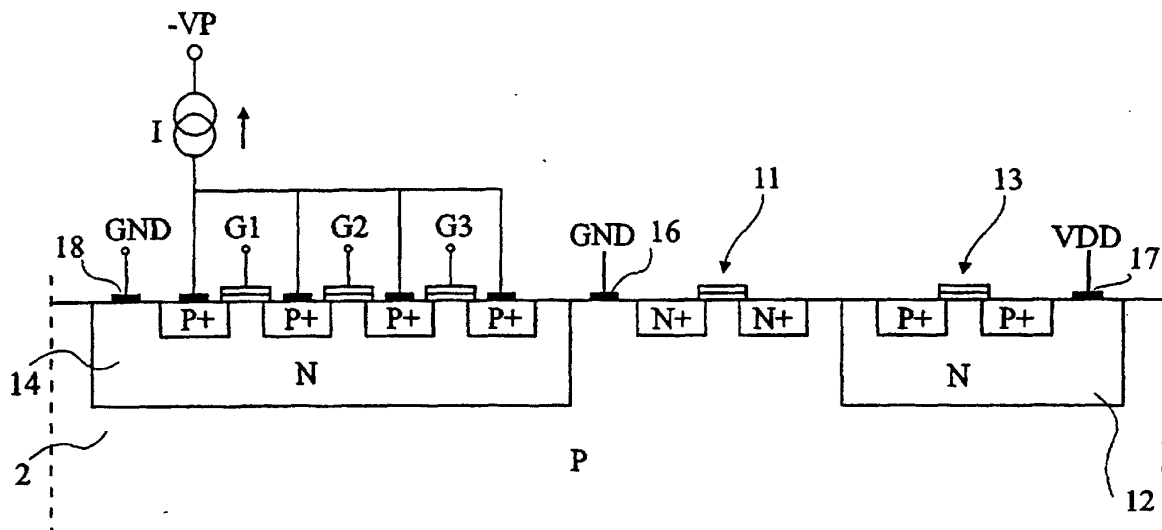 -VP
I
11
13
GND
G1
G2
G3
GND
16
VDD
17
18
P+
P+
P+
P+
N+
N+
P+
P+
14
N
N
2
P
12